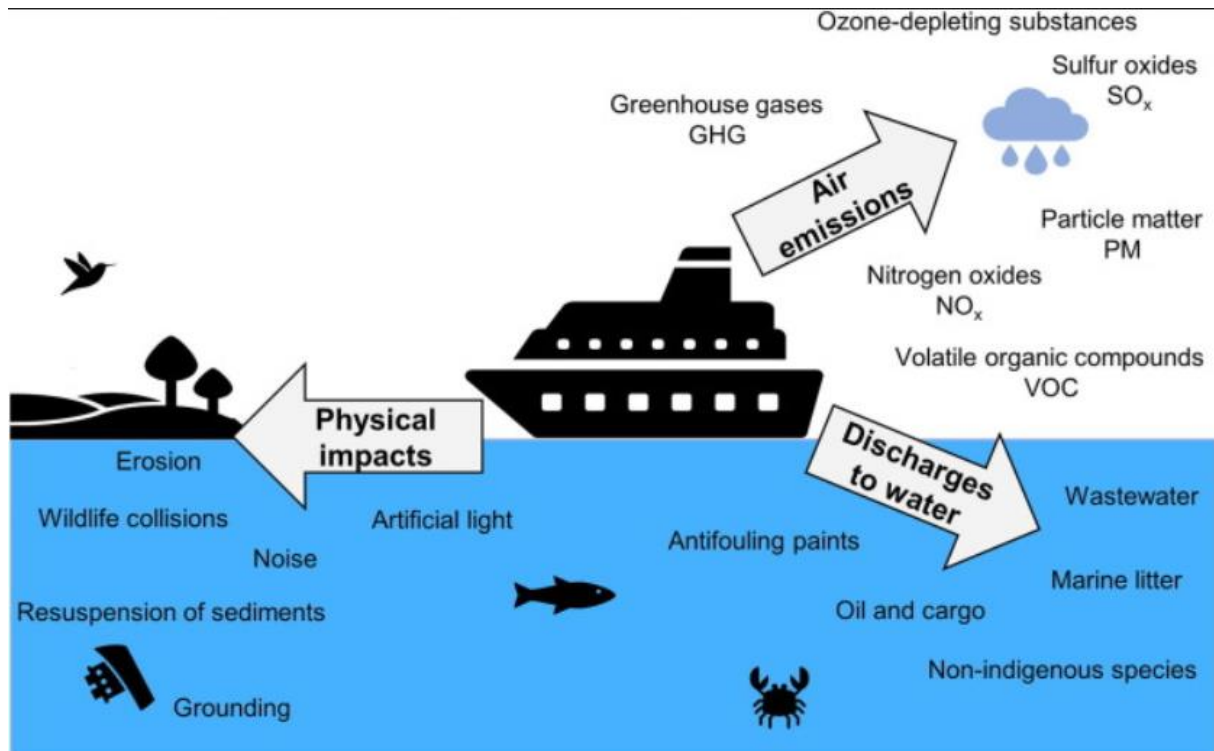 Ozone-depleting substances
Sulfur oxides
SOx
Greenhouse gases
GHG
Air
emissions
Particle matter
PM
Nitrogen oxides
NOx
Volatile organic compounds
VOC
Physical
impacts
Discharges
to water
Erosion
Wildlife collisions
Artificial light
Noise
Resuspension of sediments
Grounding
Wastewater
Antifouling paints
Marine litter
Oil and cargo
Non-indigenous species